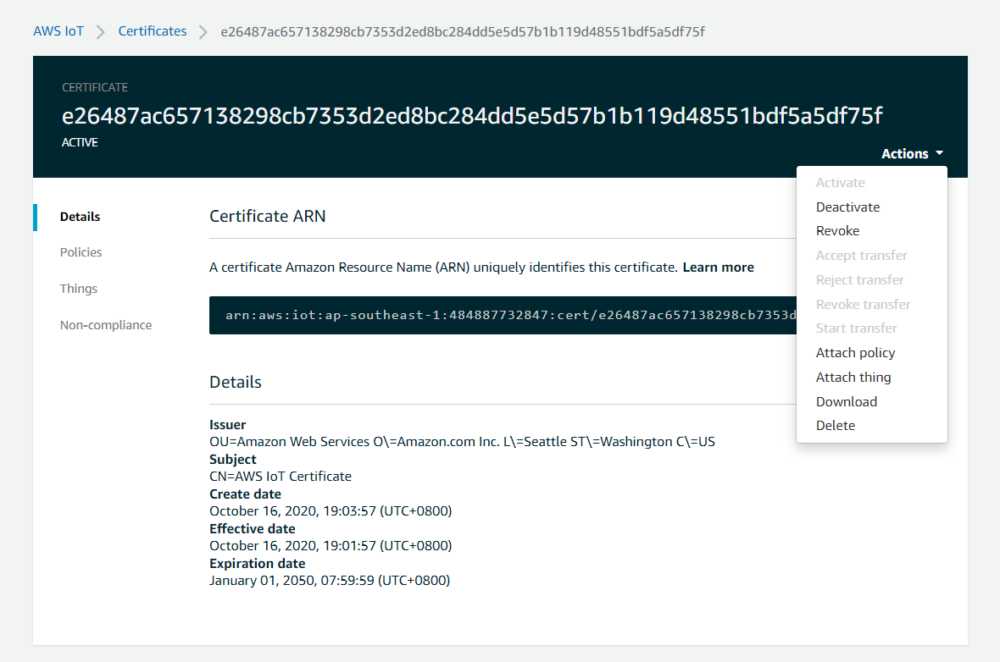 AWS IoT > Certificates > e26487ac657138298cb7353d2ed8bc284dd5e5d57b1b119d48551bdf5a5df75f
CERTIFICATE
e26487ac657138298cb7353d2ed8bc284dd5e5d57b1b119d48551bdf5a5df75f
ACTIVE
Actions
Activate
Deactivate
Revoke
Accept transfer
Reject transfer
Revoke transfer
Start transfer
Attach policy
Attach thing
Download
Delete
Details
Policies
Things
Non-compliance
Certificate ARN
A certificate Amazon Resource Name (ARN) uniquely identifies this certificate. Learn more
arn:aws:iot:ap-southeast-1:484887732847:cert/e26487ac657138298cb7353d
Details
Issuer
OU=Amazon Web Services O\=Amazon.com Inc. L\=Seattle ST\=Washington C\=US
Subject
CN=AWS IoT Certificate
Create date
October 16, 2020, 19:03:57 (UTC+0800)
Effective date
October 16, 2020, 19:01:57 (UTC+0800)
Expiration date
January 01, 2050, 07:59:59 (UTC+0800)